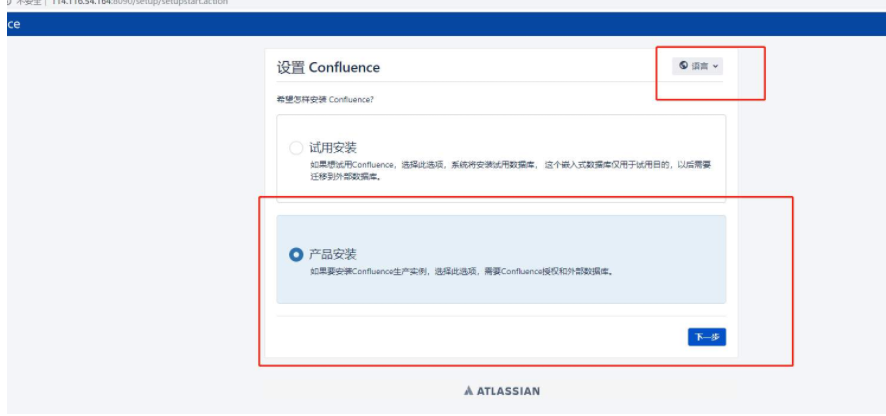 不安全 | 114.116.54.164:8090/setup/setupstart.action
ce
设置 Confluence
语言
希望怎样安装 Confluence?
试用安装
如果想试用Confluence，选择此选项，系统将安装试用数据库， 这个嵌入式数据库仅用于试用目的，以后需要
迁移到外部数据库。
产品安装
如果要安装Confluence生产实例，选择此选项，需要Confluence授权和外部数据库。
下一步
ATLASSIAN